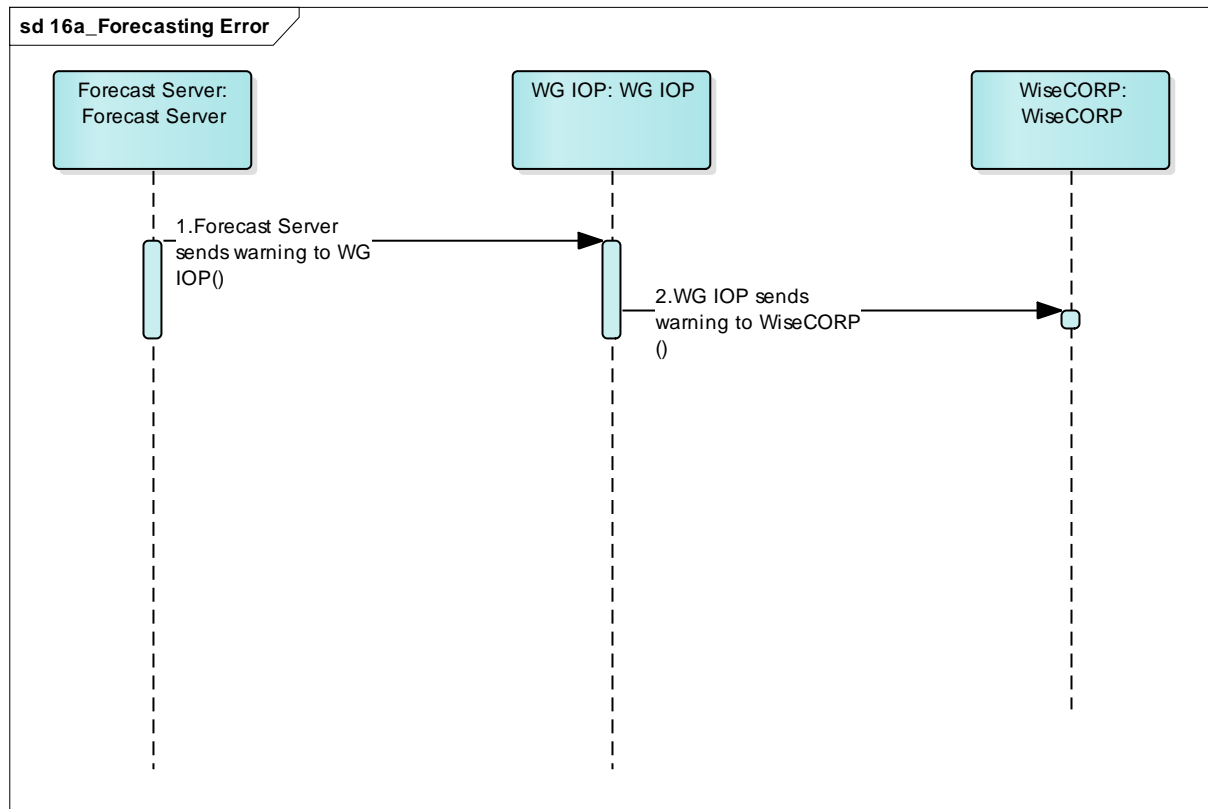 sd 16a_Forecasting Error
Forecast Server:
Forecast Server
WG IOP: WG IOP
WiseCORP:
WiseCORP
1.Forecast Server
sends warning to WG
IOP()
2.WG IOP sends
warning to WiseCORP
()